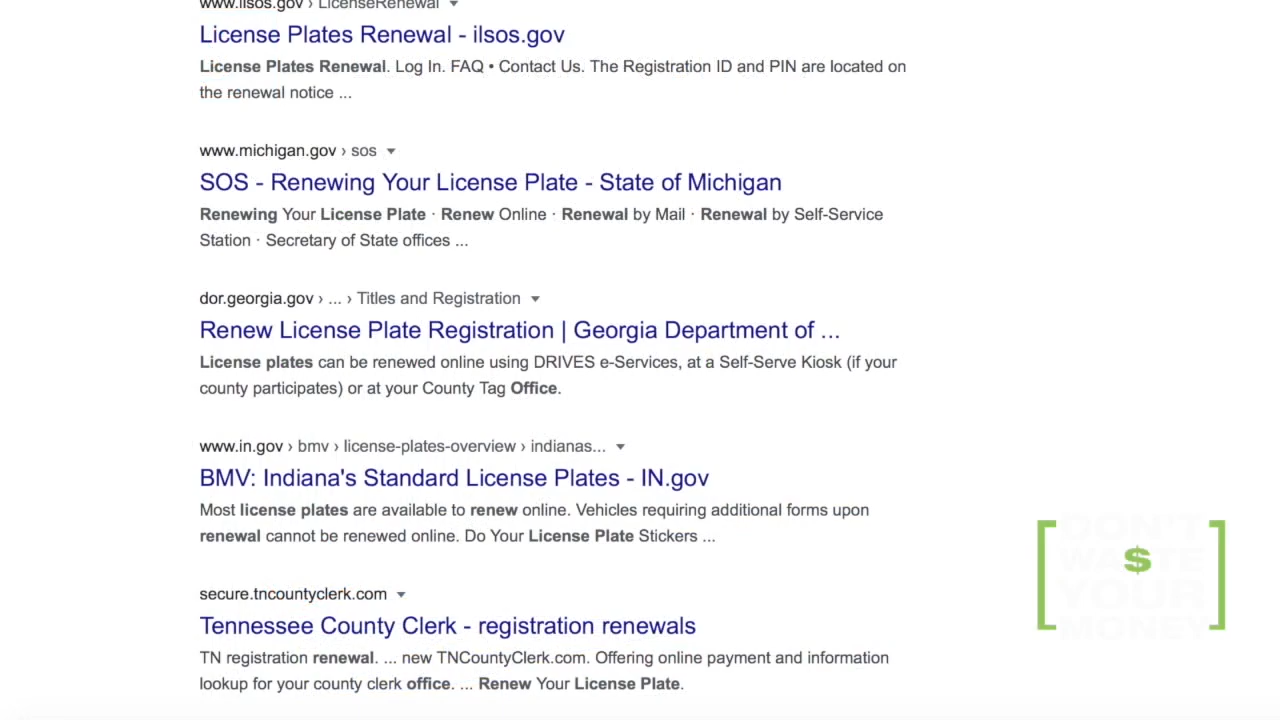 www.ilsos.gov › LicenseRenewal
License Plates Renewal - ilsos.gov
License Plates Renewal. Log In. FAQ • Contact Us. The Registration ID and PIN are located on
the renewal notice ...
www.michigan.gov › sos
SOS - Renewing Your License Plate - State of Michigan
Renewing Your License Plate · Renew Online · Renewal by Mail · Renewal by Self-Service
Station · Secretary of State offices ...
dor.georgia.gov › ... › Titles and Registration
Renew License Plate Registration | Georgia Department of ...
License plates can be renewed online using DRIVES e-Services, at a Self-Serve Kiosk (if your
county participates) or at your County Tag Office.
www.in.gov › bmv › license-plates-overview › indianas...
BMV: Indiana's Standard License Plates - IN.gov
Most license plates are available to renew online. Vehicles requiring additional forms upon
renewal cannot be renewed online. Do Your License Plate Stickers ...
secure.tncountyclerk.com
Tennessee County Clerk - registration renewals
TN registration renewal. ... new TNCountyClerk.com. Offering online payment and information
lookup for your county clerk office. ... Renew Your License Plate.
DON'T
WA$TE
YOUR
MONEY